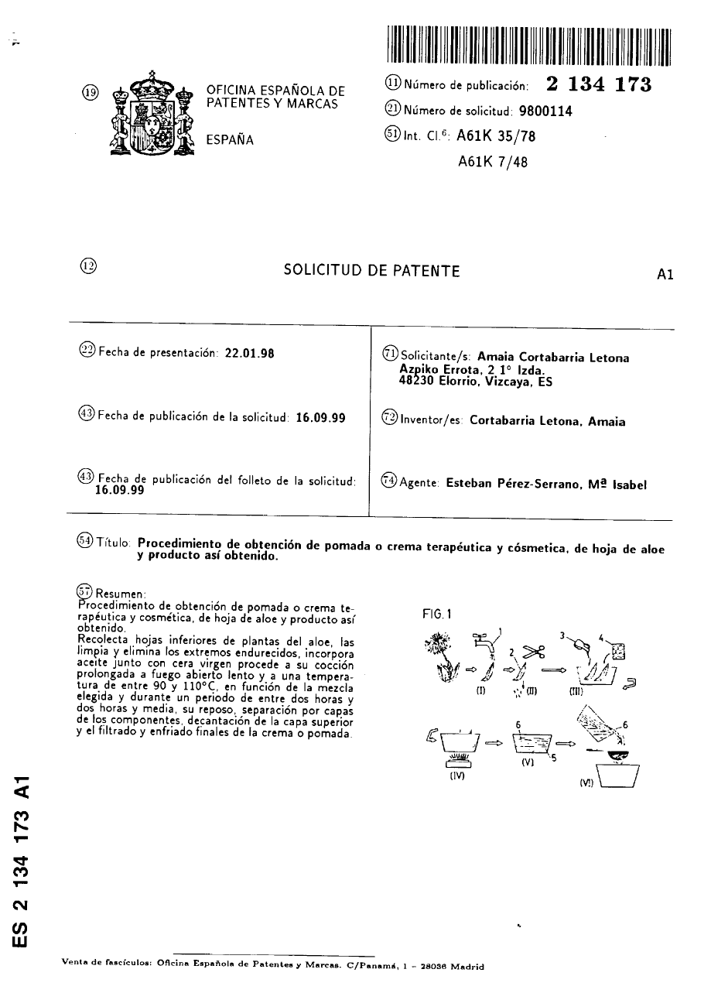 ⑲
OFICINA ESPAÑOLA DE
PATENTES Y MARCAS
ESPAÑA
⑪ Número de publicación: 2 134 173
㉑ Número de solicitud: 9800114
㊿① Int. Cl.⁶: A61K 35/78
A61K 7/48
⑫
SOLICITUD DE PATENTE
A1
㉒ Fecha de presentación: 22.01.98
㊸ Fecha de publicación de la solicitud: 16.09.99
㊸ Fecha de publicación del folleto de la solicitud:
16.09.99
(71) Solicitante/s: Amaia Cortabarria Letona
Azpiko Errota, 2 1º Izda.
48230 Elorrio, Vizcaya, ES
(72) Inventor/es: Cortabarria Letona, Amaia
(74) Agente: Esteban Pérez-Serrano, Mª Isabel
(54) Título: Procedimiento de obtención de pomada o crema terapéutica y cósmetica, de hoja de aloe
y producto así obtenido.
(57) Resumen:
Procedimiento de obtención de pomada o crema te-
rapéutica y cosmética, de hoja de aloe y producto así
obtenido.
Recolecta hojas inferiores de plantas del aloe, las
limpia y elimina los extremos endurecidos, incorpora
aceite junto con cera virgen procede a su cocción
prolongada a fuego abierto lento y a una tempera-
tura de entre 90 y 110ºC, en función de la mezcla
elegida y durante un periodo de entre dos horas y
dos horas y media, su reposo, separación por capas
de los componentes, decantación de la capa superior
y el filtrado y enfriado finales de la crema o pomada.
FIG. 1
1
2
3
4
(I)
(II)
(III)
6
6
5
(IV)
(V)
(VI)
ES 2 134 173 A1
Venta de fascículos: Oficina Española de Patentes y Marcas. C/Panamá, 1 – 28036 Madrid